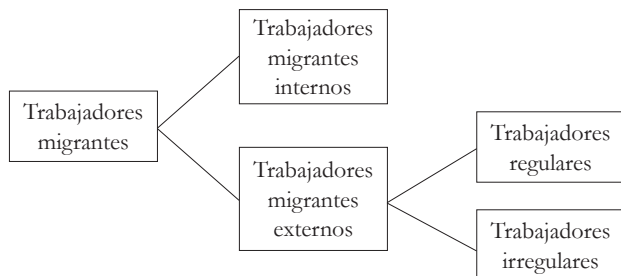 Trabajadores
migrantes
Trabajadores
migrantes
internos
Trabajadores
migrantes
externos
Trabajadores
regulares
Trabajadores
irregulares